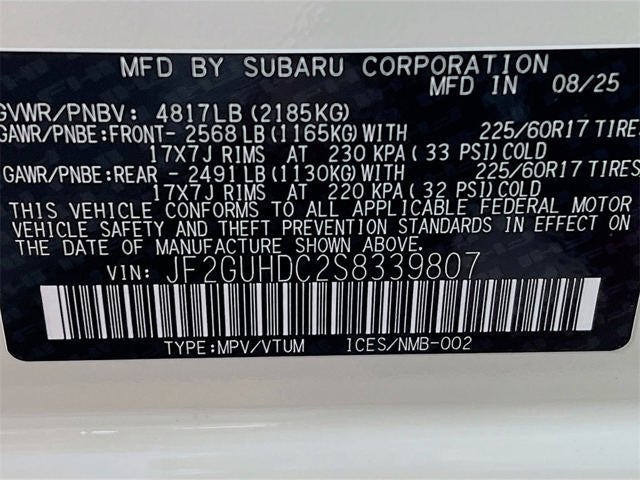 MFD BY SUBARU CORPORATION
MFD IN 08/25
GVWR/PNBV: 4817LB (2185KG)
GAWR/PNBE:FRONT- 2568 LB (1165KG) WITH 225/60R17 TIRES
17X7J RIMS AT 230 KPA (33 PSI) COLD
GAWR/PNBE:REAR - 2491 LB (1130KG) WITH 225/60R17 TIRES
17X7J RIMS AT 220 KPA (32 PSI) COLD
THIS VEHICLE CONFORMS TO ALL APPLICABLE FEDERAL MOTOR
VEHICLE SAFETY AND THEFT PREVENTION STANDARDS IN EFFECT ON
THE DATE OF MANUFACTURE SHOWN ABOVE.
VIN: JF2GUHDC2S8339807
TYPE:MPV/VTUM ICES/NMB-002